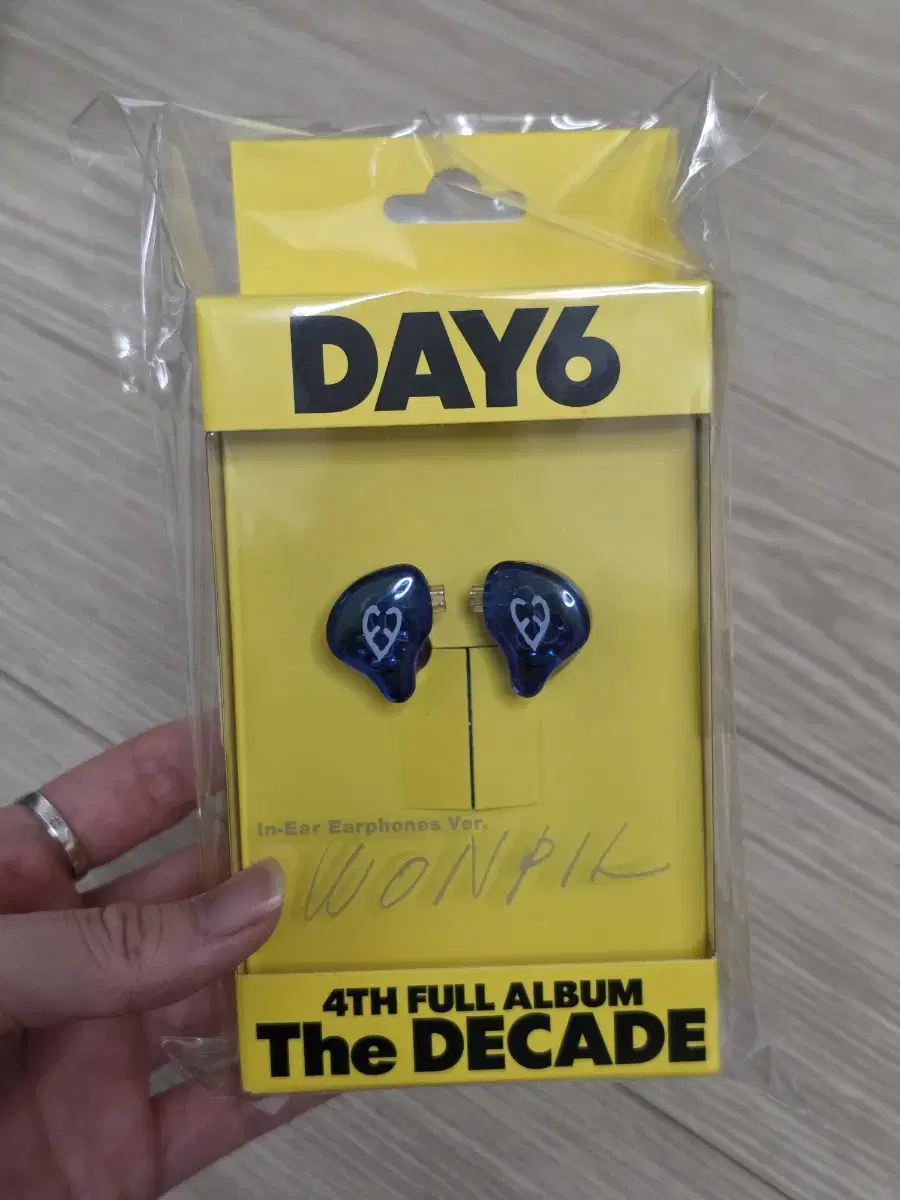 DAY6
In-Ear Earphones Ver.
WONPIL
4TH FULL ALBUM
The DECADE